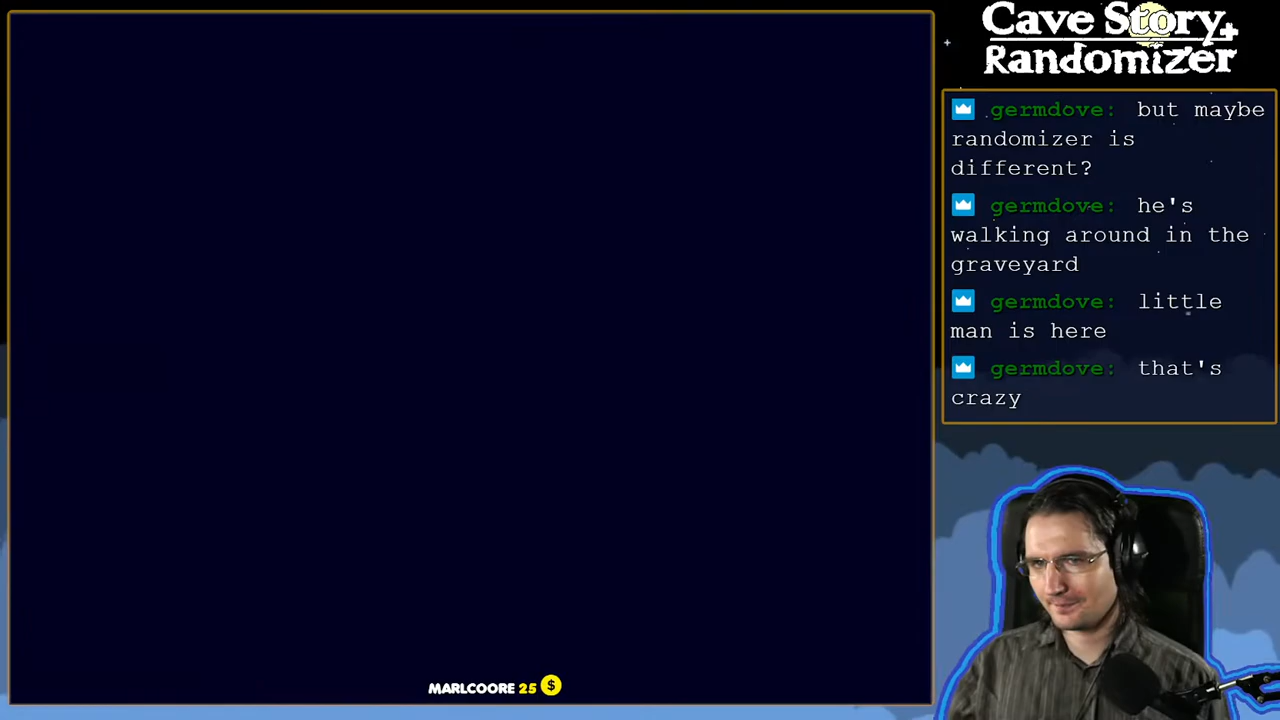 Cave Story+
Randomizer
germdove: but maybe
randomizer is
different?
germdove: he's
walking around in the
graveyard
germdove: little
man is here
germdove: that's
crazy
MARLCOORE 25 $